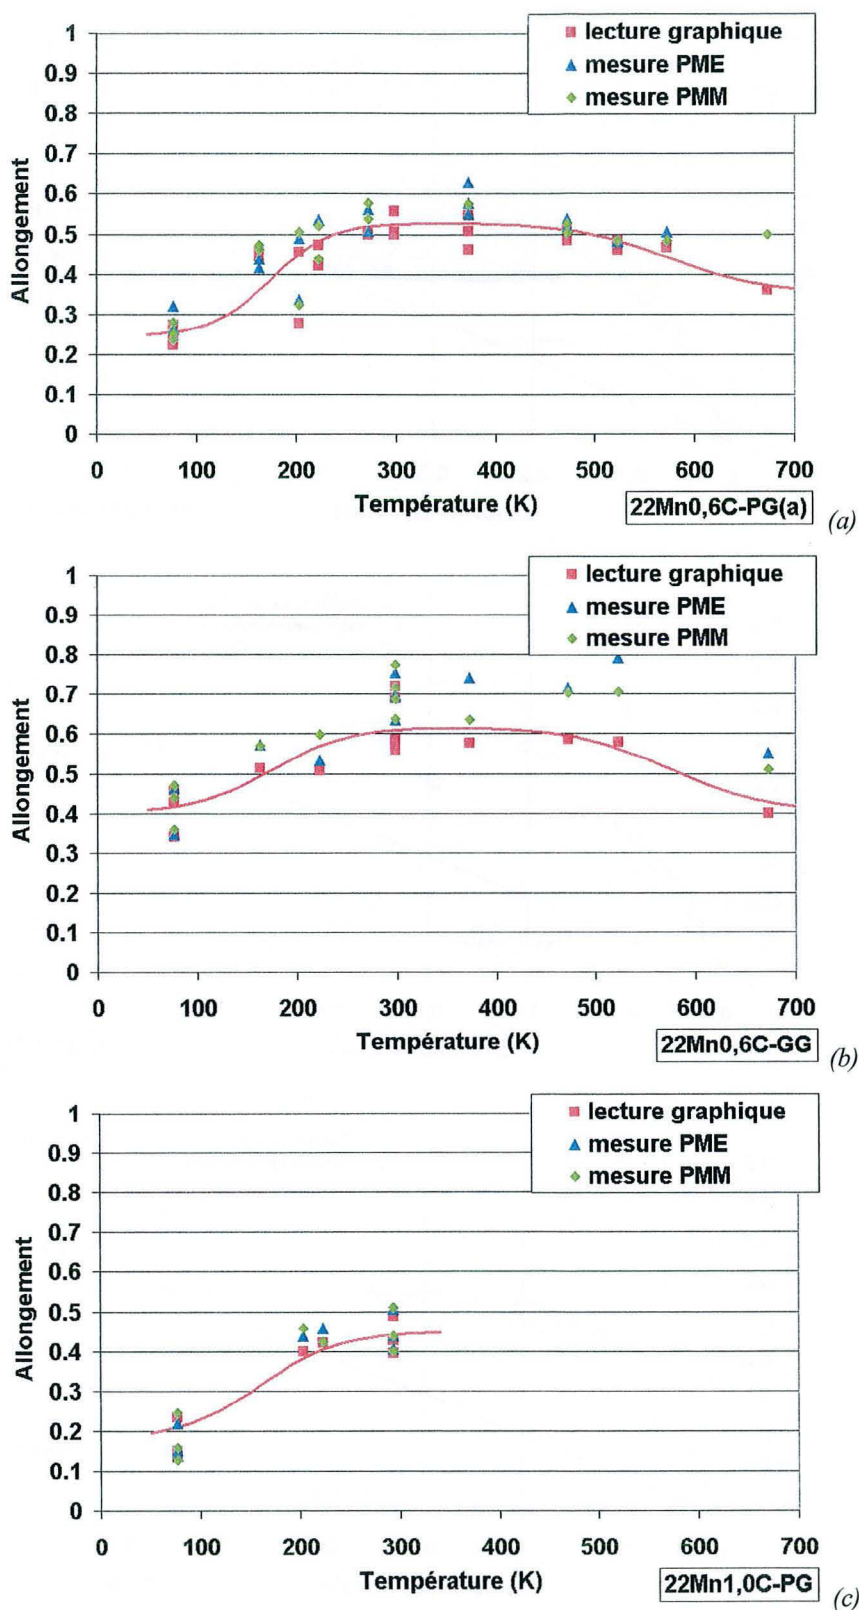 lecture graphique
mesure PME
mesure PMM
Allongement
1
0.9
0.8
0.7
0.6
0.5
0.4
0.3
0.2
0.1
0
0 100 200 300 400 500 600 700
Température (K)
22Mn0,6C-PG(a)
(a)
lecture graphique
mesure PME
mesure PMM
Allongement
1
0.9
0.8
0.7
0.6
0.5
0.4
0.3
0.2
0.1
0
0 100 200 300 400 500 600 700
Température (K)
22Mn0,6C-GG
(b)
lecture graphique
mesure PME
mesure PMM
Allongement
1
0.9
0.8
0.7
0.6
0.5
0.4
0.3
0.2
0.1
0
0 100 200 300 400 500 600 700
Température (K)
22Mn1,0C-PG
(c)